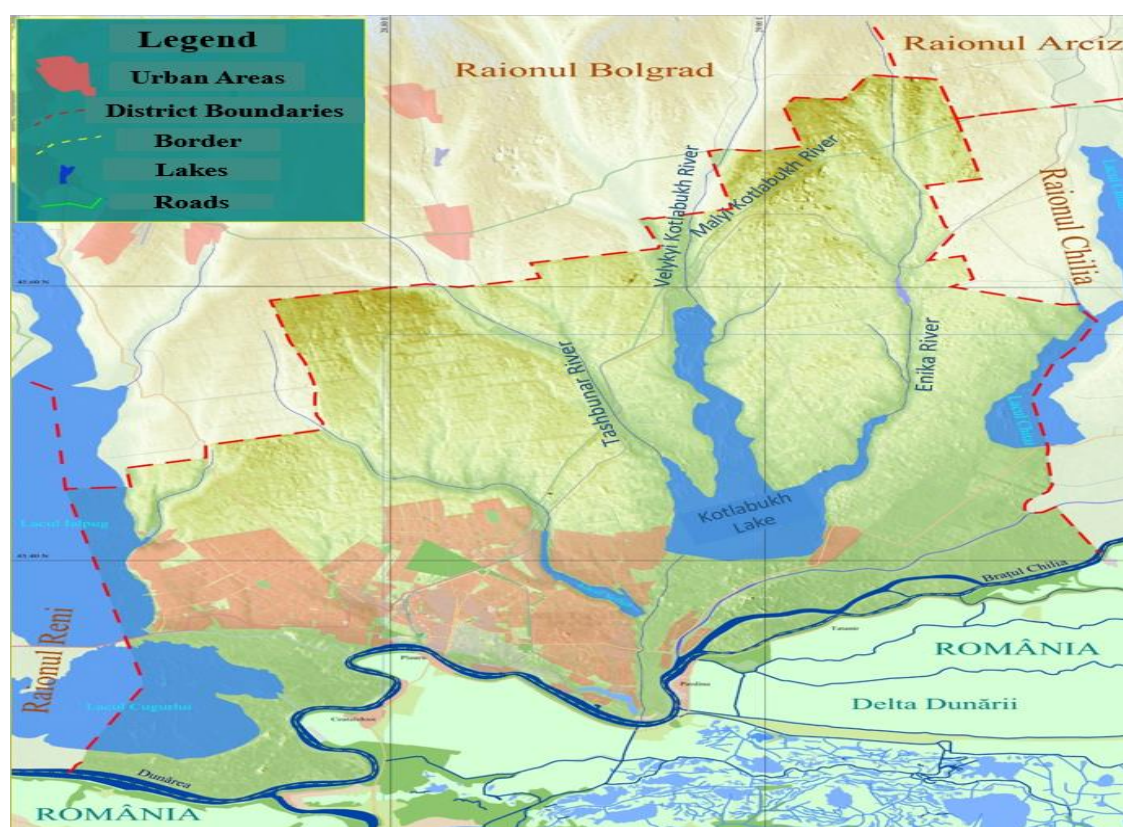 Legend
Urban Areas
District Boundaries
Border
Lakes
Roads
Raionul Bolgrad
Raionul Arciz
Raionul Chilia
Velykyi Kotlabukh River
Malyi Kotlabukh River
Tashbunar River
Enika River
Kotlabukh
Lake
Lacul Ialpug
Raionul Reni
Lacul Cugurlui
Dunărea
ROMÂNIA
Brațul Chilia
ROMÂNIA
Delta Dunării